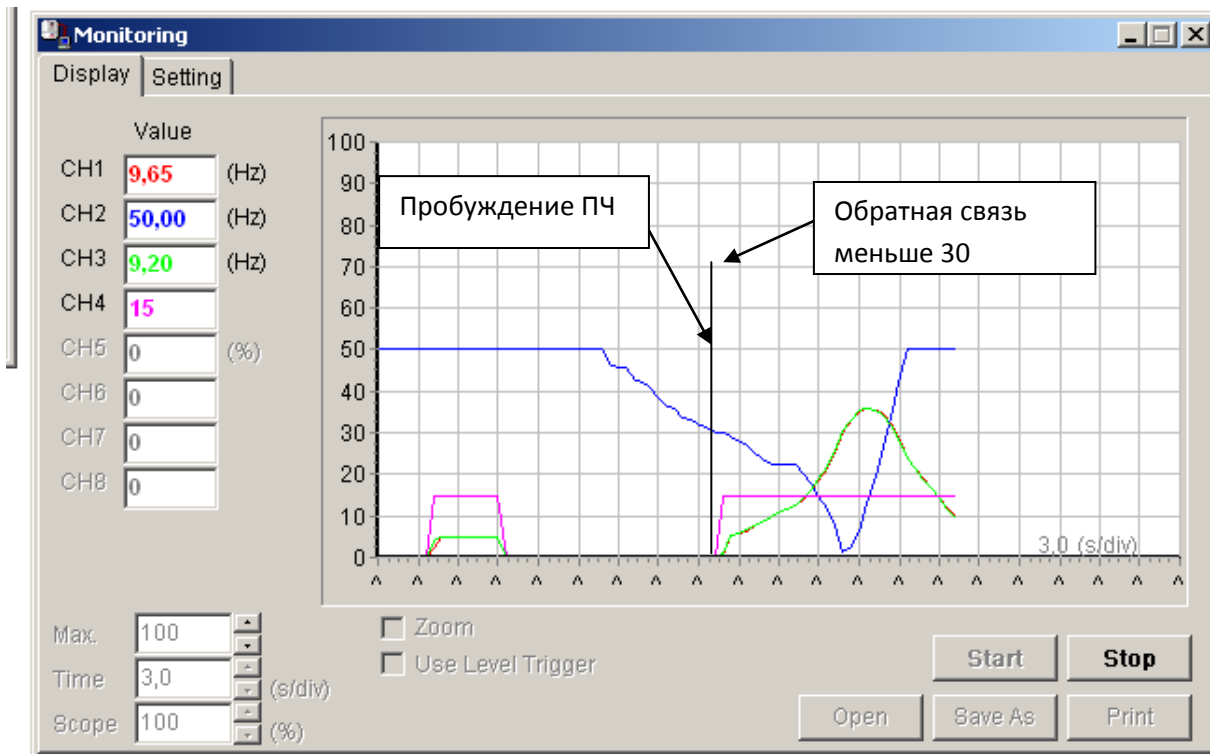 Monitoring
Display Setting
Value
CH1 9,65 (Hz)
CH2 50,00 (Hz)
CH3 9,20 (Hz)
CH4 15
CH5 0 (%)
CH6 0
CH7 0
CH8 0
100
90
80
70
60
50
40
30
20
10
0
Пробуждение ПЧ
Обратная связь
меньше 30
3,0 (s/div)
^ ^ ^ ^ ^ ^ ^ ^ ^ ^ ^ ^ ^ ^ ^ ^ ^ ^ ^ ^ ^
Max. 100
Time 3,0 (s/div)
Scope 100 (%)
Zoom
Use Level Trigger
Start Stop
Open Save As Print